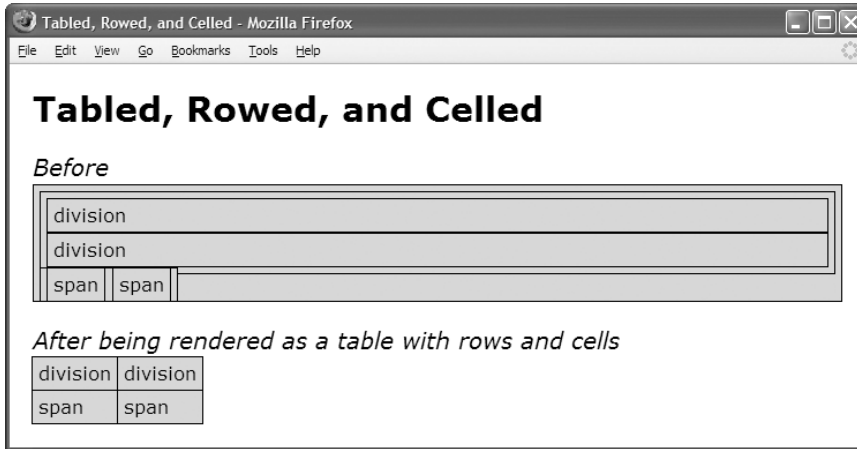 Tabled, Rowed, and Celled - Mozilla Firefox
File Edit View Go Bookmarks Tools Help
Tabled, Rowed, and Celled
Before
division
division
span span
After being rendered as a table with rows and cells
division division
span span